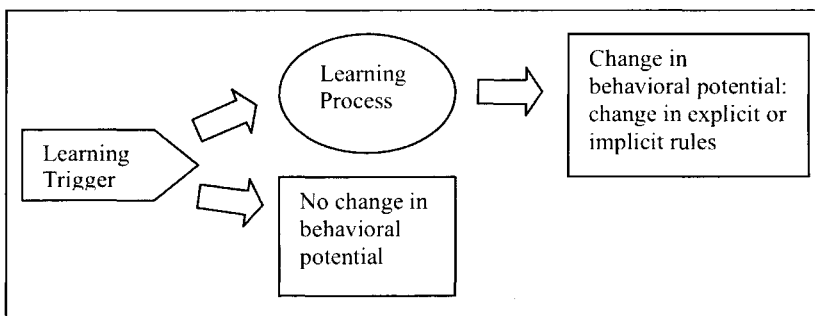 Learning
Trigger
Learning
Process
Change in
behavioral potential:
change in explicit or
implicit rules
No change in
behavioral
potential